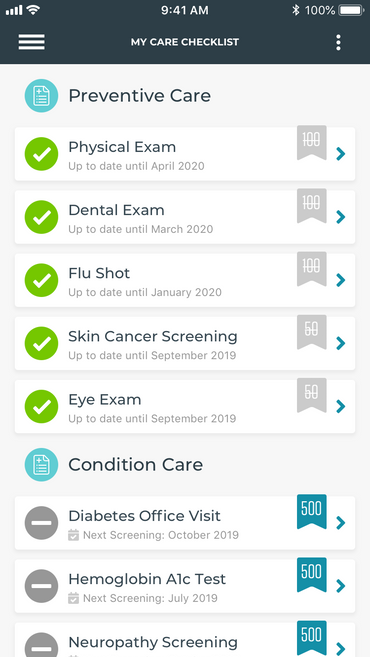 9:41 AM 100%
MY CARE CHECKLIST
Preventive Care
Physical Exam
100
Up to date until April 2020
Dental Exam
100
Up to date until March 2020
Flu Shot
100
Up to date until January 2020
Skin Cancer Screening
50
Up to date until September 2019
Eye Exam
50
Up to date until September 2019
Condition Care
Diabetes Office Visit
500
Next Screening: October 2019
Hemoglobin A1c Test
500
Next Screening: July 2019
Neuropathy Screening
500